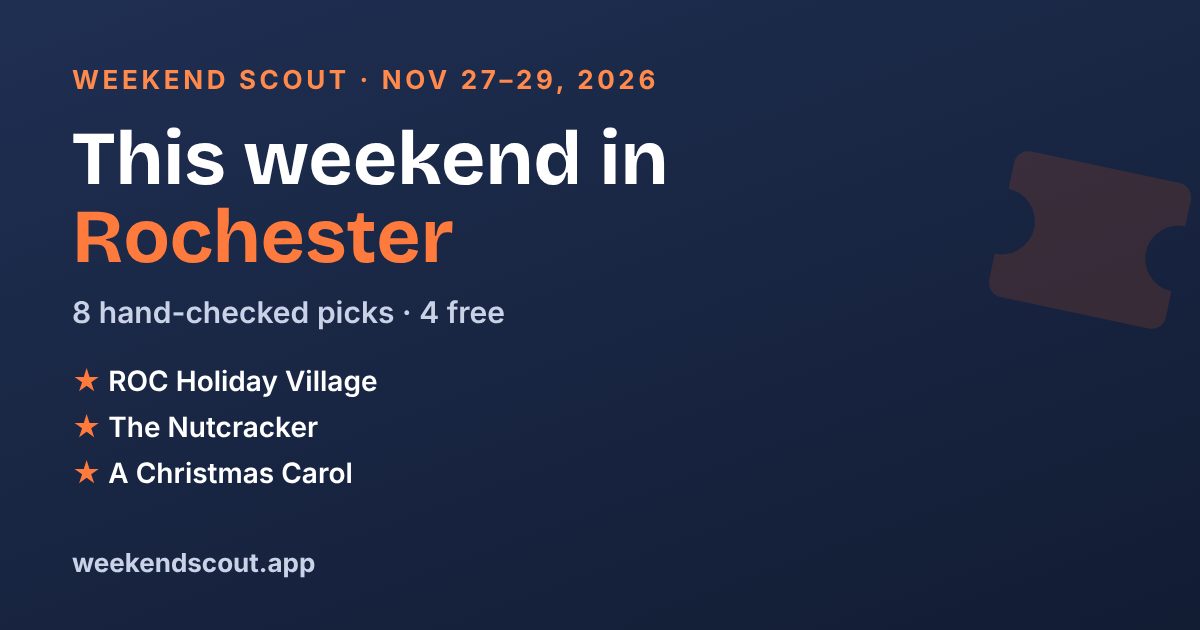 WEEKEND SCOUT · NOV 27–29, 2026
This weekend in
Rochester
8 hand-checked picks · 4 free
★ ROC Holiday Village
★ The Nutcracker
★ A Christmas Carol
weekendscout.app